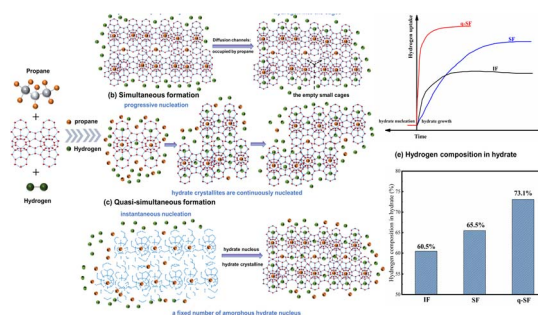 Diffusion channels
occupied by propane
(b) Simultaneous formation
the empty small cages
progressive nucleation
Propane
+
+
Hydrogen
propane
Hydrogen
hydrate crystallites are continuously nucleated
(c) Quasi-simultaneous formation
instantaneous nucleation
hydrate nucleus
hydrate crystalline
a fixed number of amorphous hydrate nucleus
Hydrogen uptake
q-SF
SF
IF
hydrate nucleation
hydrate growth
Time
(e) Hydrogen composition in hydrate
Hydrogen composition in hydrate (%)
80
75
70
65
60
55
50
60.5%
65.5%
73.1%
IF
SF
q-SF